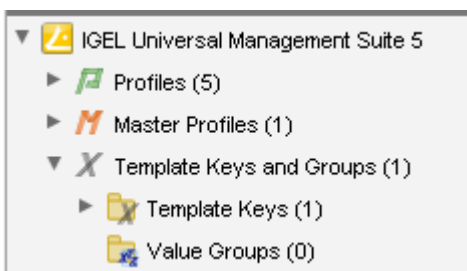 IGEL Universal Management Suite 5
Profiles (5)
Master Profiles (1)
Template Keys and Groups (1)
Template Keys (1)
Value Groups (0)